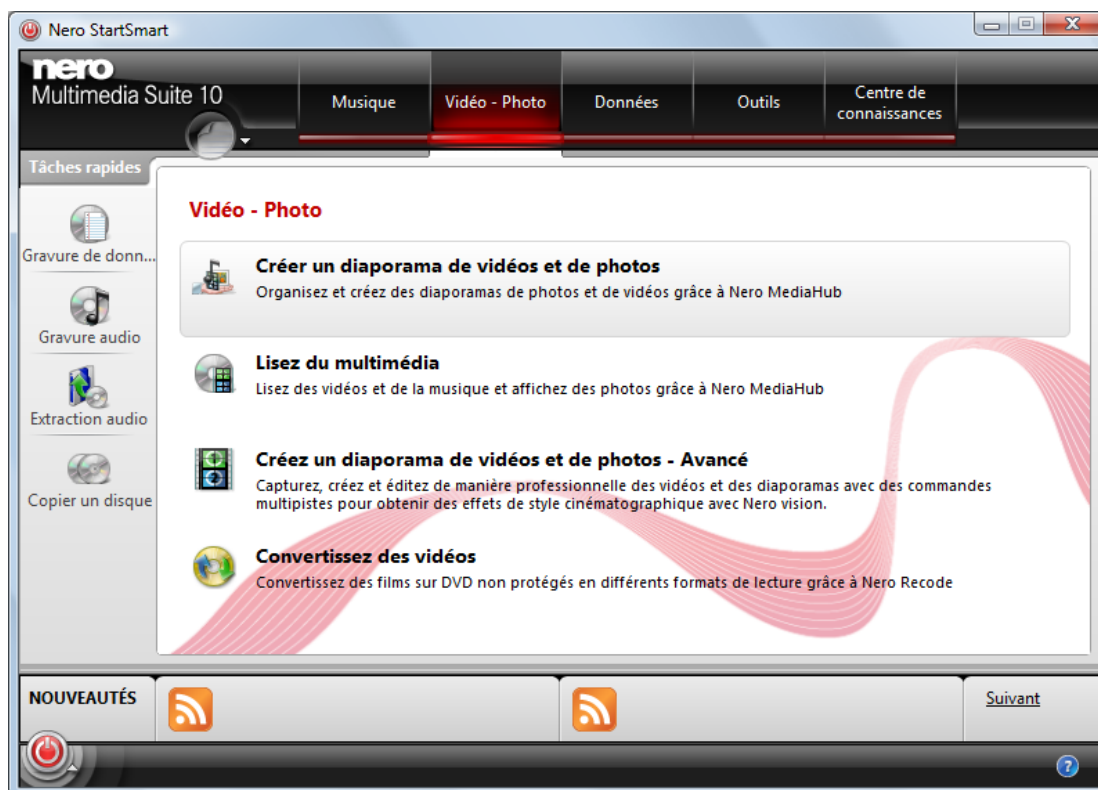 Nero StartSmart
nero
Multimedia Suite 10
Musique
Vidéo - Photo
Données
Outils
Centre de
connaissances
Tâches rapides
Gravure de donn...
Gravure audio
Extraction audio
Copier un disque
Vidéo - Photo
Créer un diaporama de vidéos et de photos
Organisez et créez des diaporamas de photos et de vidéos grâce à Nero MediaHub
Lisez du multimédia
Lisez des vidéos et de la musique et affichez des photos grâce à Nero MediaHub
Créez un diaporama de vidéos et de photos - Avancé
Capturez, créez et éditez de manière professionnelle des vidéos et des diaporamas avec des commandes
multipistes pour obtenir des effets de style cinématographique avec Nero vision.
Convertissez des vidéos
Convertissez des films sur DVD non protégés en différents formats de lecture grâce à Nero Recode
NOUVEAUTÉS
Suivant
?